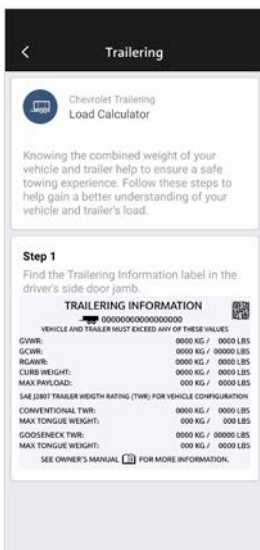 Trailering
Chevrolet Trailering
Load Calculator
Knowing the combined weight of your
vehicle and trailer help to ensure a safe
towing experience. Follow these steps to
help gain a better understanding of your
vehicle and trailer's load.
Step 1
Find the Trailering Information label in the
driver's side door jamb.
TRAILERING INFORMATION
00000000000000000
VEHICLE AND TRAILER MUST EXCEED ANY OF THESE VALUES
GVWR: 0000 KG / 0000 LBS
GCWR: 0000 KG / 00000 LBS
RGAWR: 0000 KG / 0000 LBS
CURB WEIGHT: 0000 KG / 0000 LBS
MAX PAYLOAD: 000 KG / 0000 LBS
SAE J2807 TRAILER WEIGTH RATING (TWR) FOR VEHICLE CONFIGURATION
CONVENTIONAL TWR: 0000 KG / 0000 LBS
MAX TONGUE WEIGHT: 000 KG / 000 LBS
GOOSENECK TWR: 0000 KG / 00000 LBS
MAX TONGUE WEIGHT: 000 KG / 0000 LBS
SEE OWNER'S MANUAL FOR MORE INFORMATION.